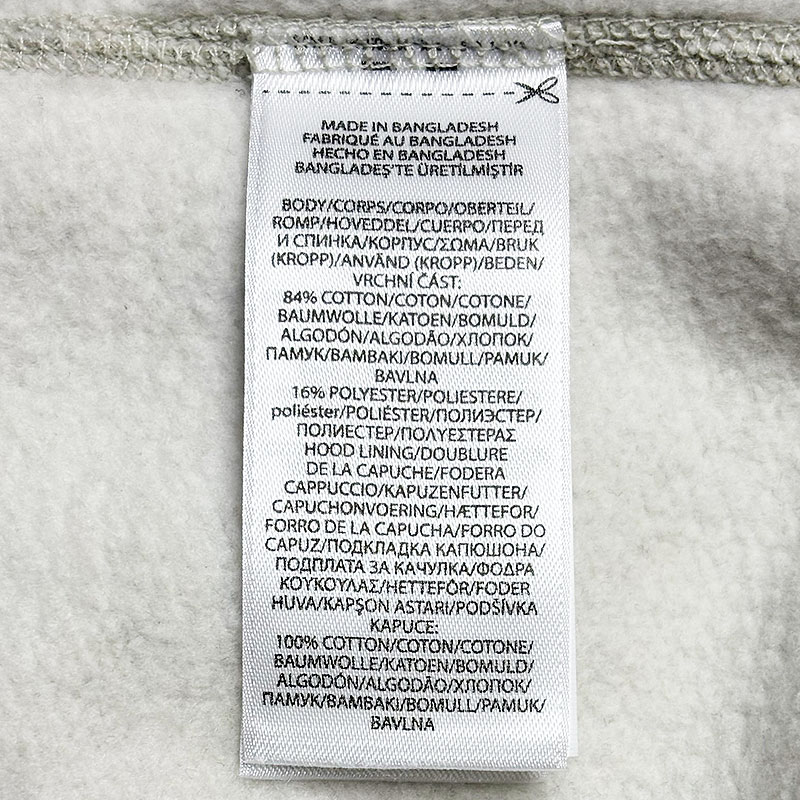 MADE IN BANGLADESH
FABRIQUÉ AU BANGLADESH
HECHO EN BANGLADESH
BANGLADEŞ'TE ÜRETİLMİŞTİR
BODY/CORPS/CORPO/OBERTEIL/
ROMP/HOVEDDEL/CUERPO/ПЕРЕД
И СПИНКА/КОРПУС/ΣΩΜΑ/BRUK
(KROPP)/ANVÄND (KROPP)/BEDEN/
VRCHNÍ ČÁST:
84% COTTON/COTON/COTONE/
BAUMWOLLE/KATOEN/BOMULD/
ALGODÓN/ALGODÃO/ХЛОПОК/
ПАМУК/ΒΑΜΒΑΚΙ/BOMULL/PAMUK/
BAVLNA
16% POLYESTER/POLIESTERE/
poliéster/POLIÉSTER/ПОЛИЭСТЕР/
ПОЛИЕСТЕР/ΠΟΛΥΕΣΤΕΡΑΣ
HOOD LINING/DOUBLURE
DE LA CAPUCHE/FODERA
CAPPUCCIO/KAPUZENFUTTER/
CAPUCHONVOERING/HÆTTEFOR/
FORRO DE LA CAPUCHA/FORRO DO
CAPUZ/ПОДКЛАДКА КАПЮШОНА/
ПОДПЛАТА ЗА КАЧУЛКА/ΦΟΔΡΑ
ΚΟΥΚΟΥΛΑΣ/HETTEFÔR/FODER
HUVA/KAPŞON ASTARI/PODŠÍVKA
KAPUCE:
100% COTTON/COTON/COTONE/
BAUMWOLLE/KATOEN/BOMULD/
ALGODÓN/ALGODÃO/ХЛОПОК/
ПАМУК/ΒΑΜΒΑΚΙ/BOMULL/PAMUK/
BAVLNA